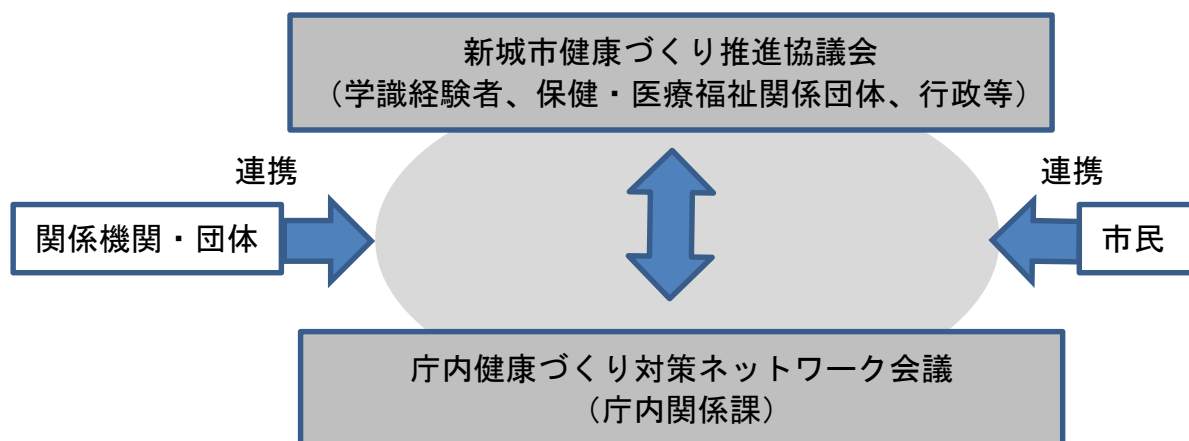 新城市健康づくり推進協議会
（学識経験者、保健・医療福祉関係団体、行政等）
連携
連携
関係機関・団体
市民
庁内健康づくり対策ネットワーク会議
（庁内関係課）